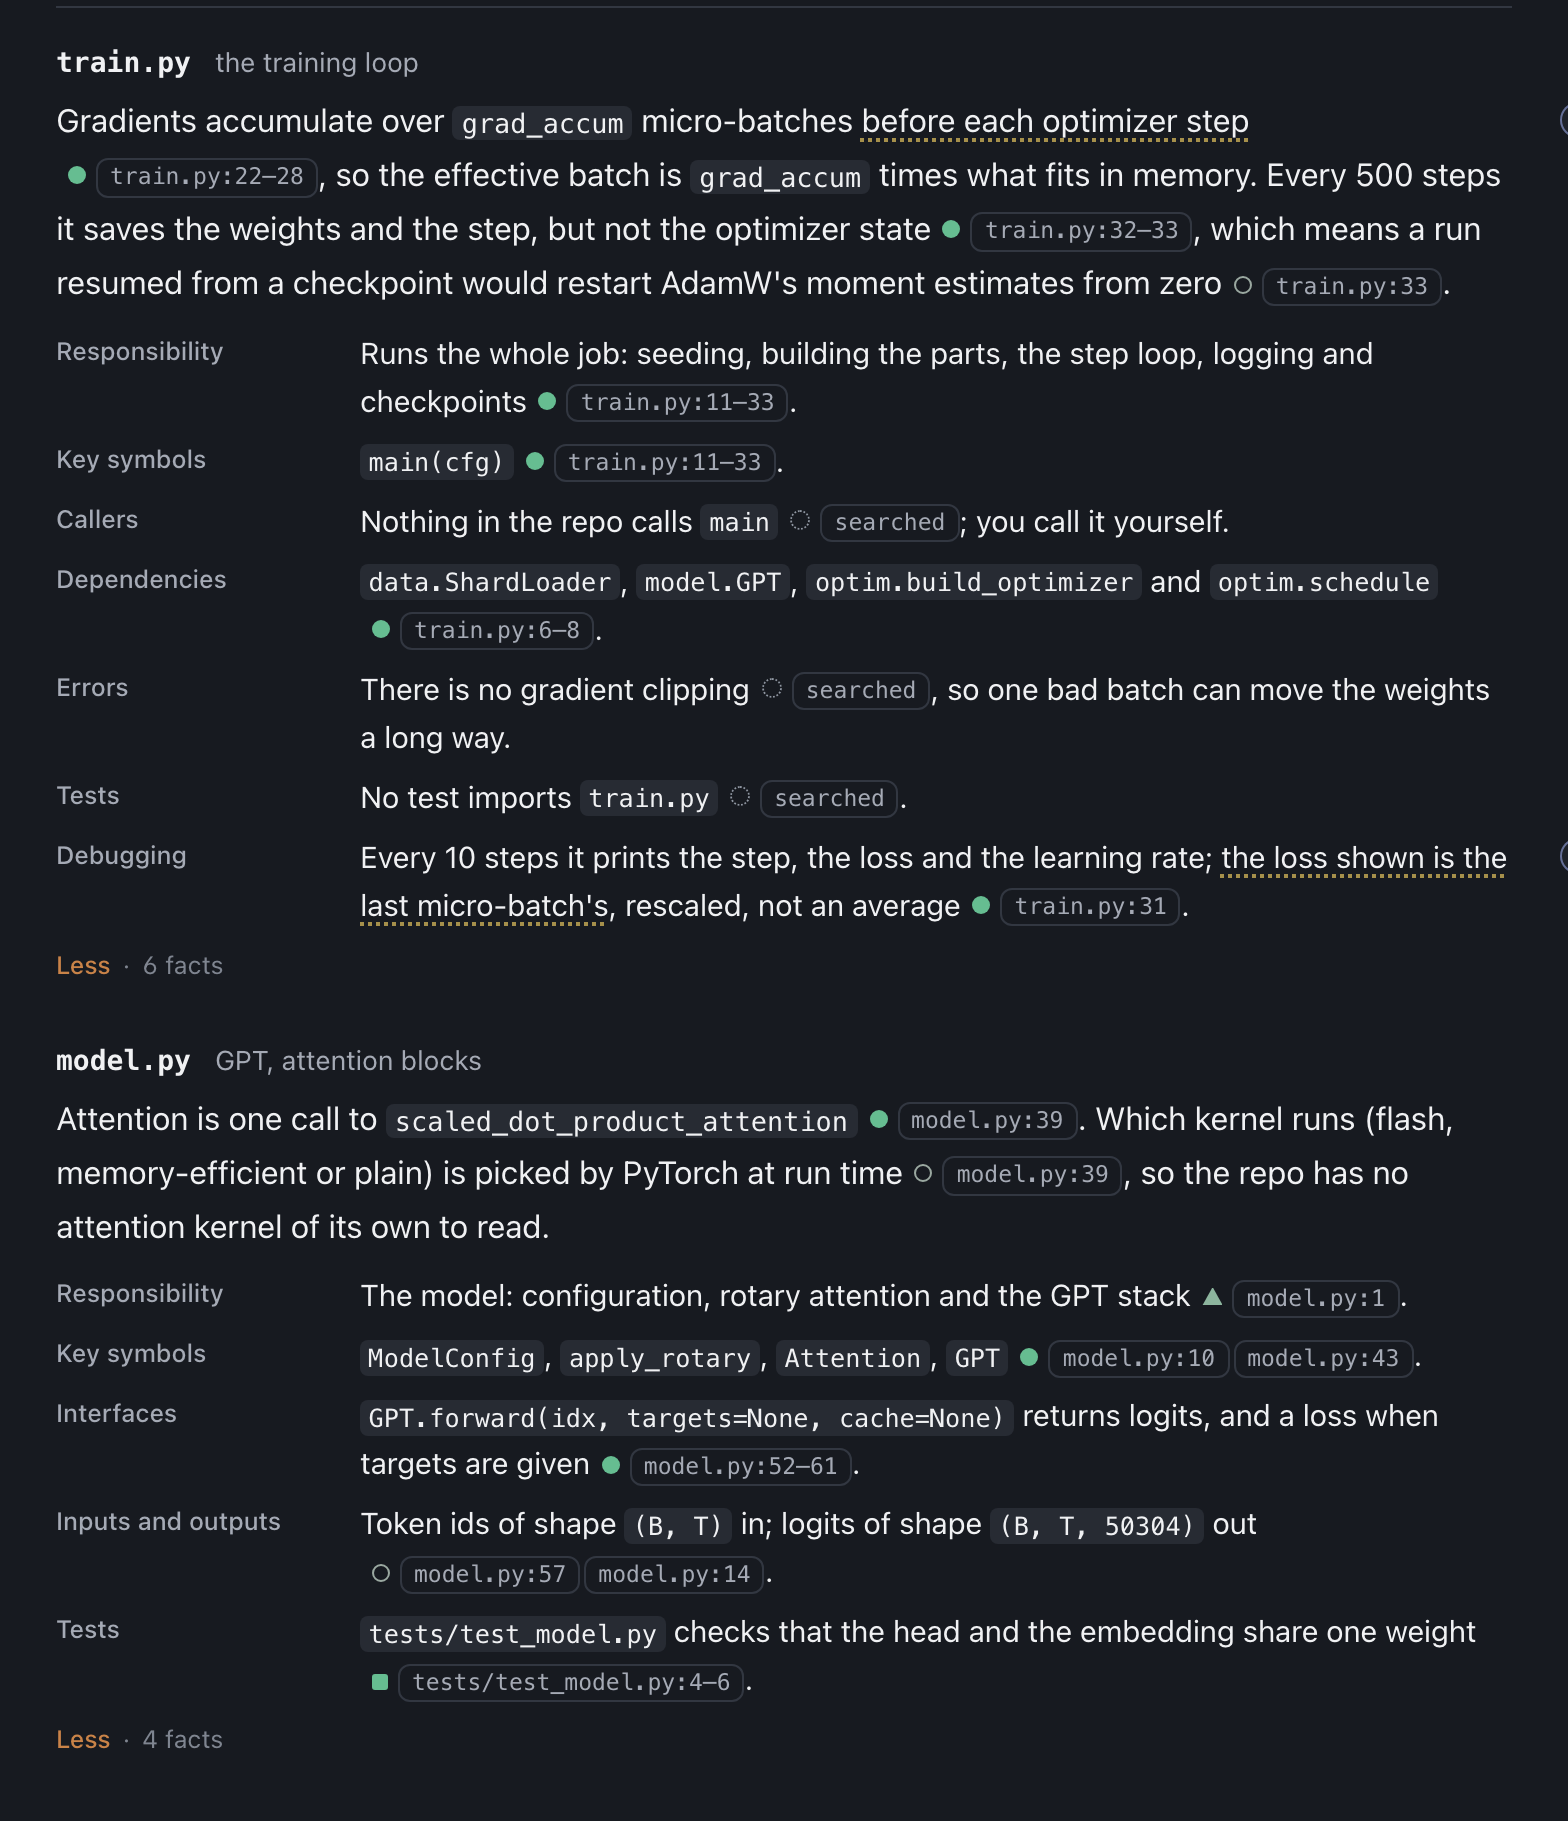 train.py the training loop
Gradients accumulate over grad_accum micro-batches before each optimizer step
train.py:22–28, so the effective batch is grad_accum times what fits in memory. Every 500 steps
it saves the weights and the step, but not the optimizer state train.py:32–33, which means a run
resumed from a checkpoint would restart AdamW's moment estimates from zero train.py:33.
Responsibility Runs the whole job: seeding, building the parts, the step loop, logging and
checkpoints train.py:11–33.
Key symbols main(cfg) train.py:11–33.
Callers Nothing in the repo calls main searched; you call it yourself.
Dependencies data.ShardLoader, model.GPT, optim.build_optimizer and optim.schedule
train.py:6–8.
Errors There is no gradient clipping searched, so one bad batch can move the weights
a long way.
Tests No test imports train.py searched.
Debugging Every 10 steps it prints the step, the loss and the learning rate; the loss shown is the
last micro-batch's, rescaled, not an average train.py:31.
Less · 6 facts
model.py GPT, attention blocks
Attention is one call to scaled_dot_product_attention model.py:39. Which kernel runs (flash,
memory-efficient or plain) is picked by PyTorch at run time model.py:39, so the repo has no
attention kernel of its own to read.
Responsibility The model: configuration, rotary attention and the GPT stack model.py:1.
Key symbols ModelConfig, apply_rotary, Attention, GPT model.py:10 model.py:43.
Interfaces GPT.forward(idx, targets=None, cache=None) returns logits, and a loss when
targets are given model.py:52–61.
Inputs and outputs Token ids of shape (B, T) in; logits of shape (B, T, 50304) out
model.py:57 model.py:14.
Tests tests/test_model.py checks that the head and the embedding share one weight
tests/test_model.py:4–6.
Less · 4 facts